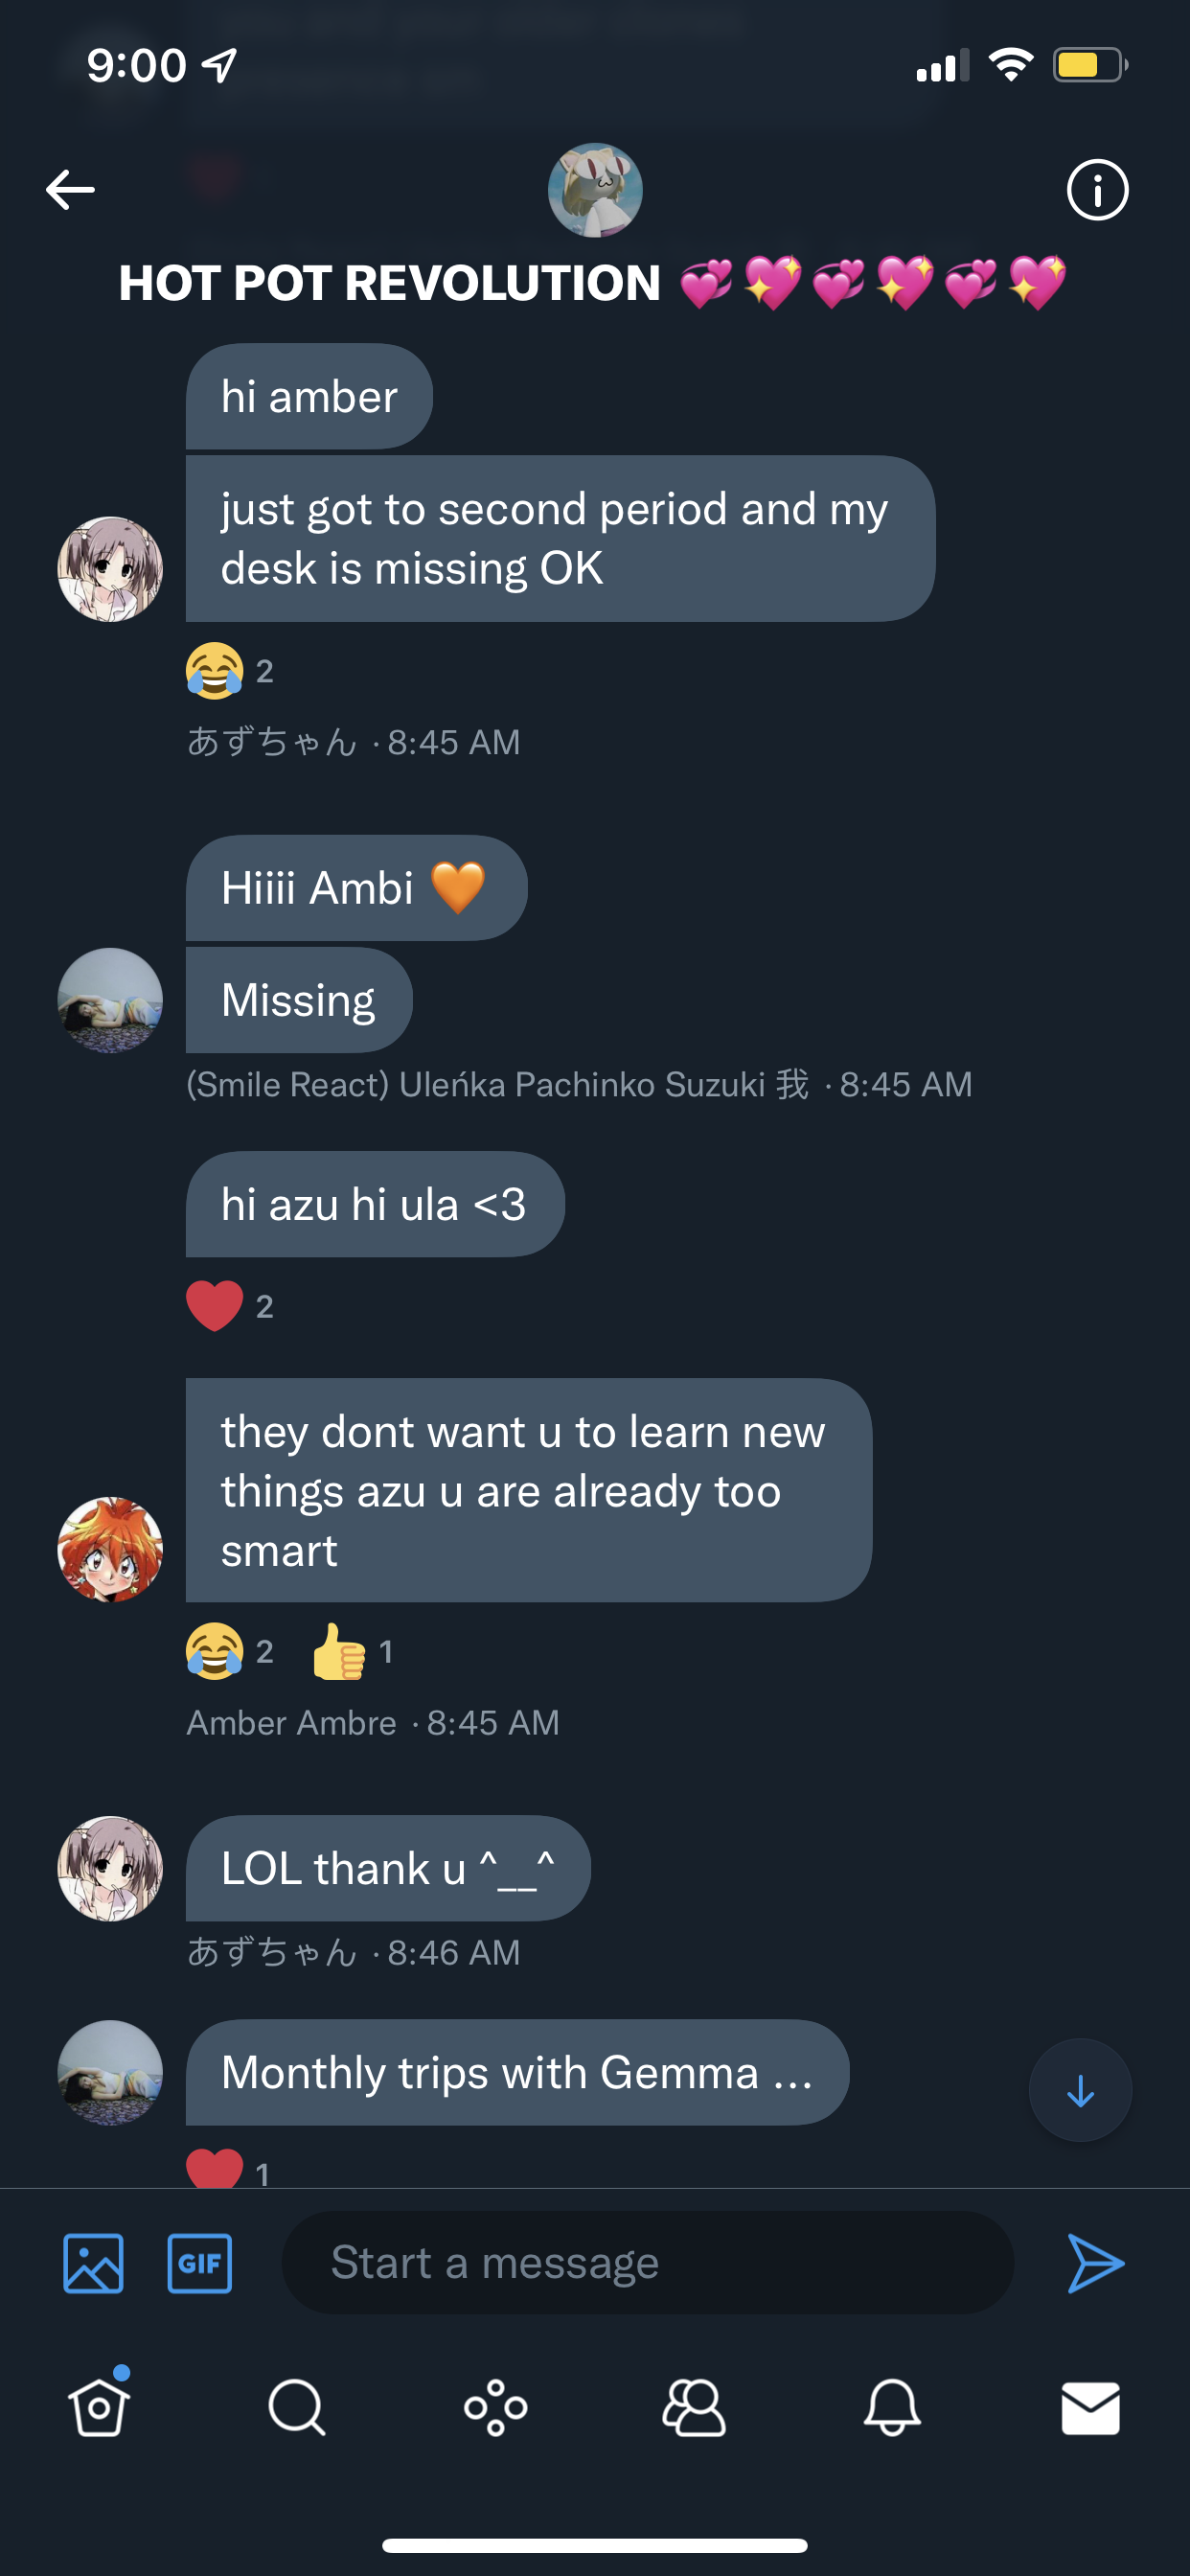 9:00
HOT POT REVOLUTION 💞💖💞💖💞💖
hi amber
just got to second period and my
desk is missing OK
😂 2
あずちゃん · 8:45 AM
Hiiii Ambi 🧡
Missing
(Smile React) Uleńka Pachinko Suzuki 我 · 8:45 AM
hi azu hi ula <3
❤️ 2
they dont want u to learn new
things azu u are already too
smart
😂 2 👍 1
Amber Ambre · 8:45 AM
LOL thank u ^__^
あずちゃん · 8:46 AM
Monthly trips with Gemma ...
❤️ 1
GIF
Start a message